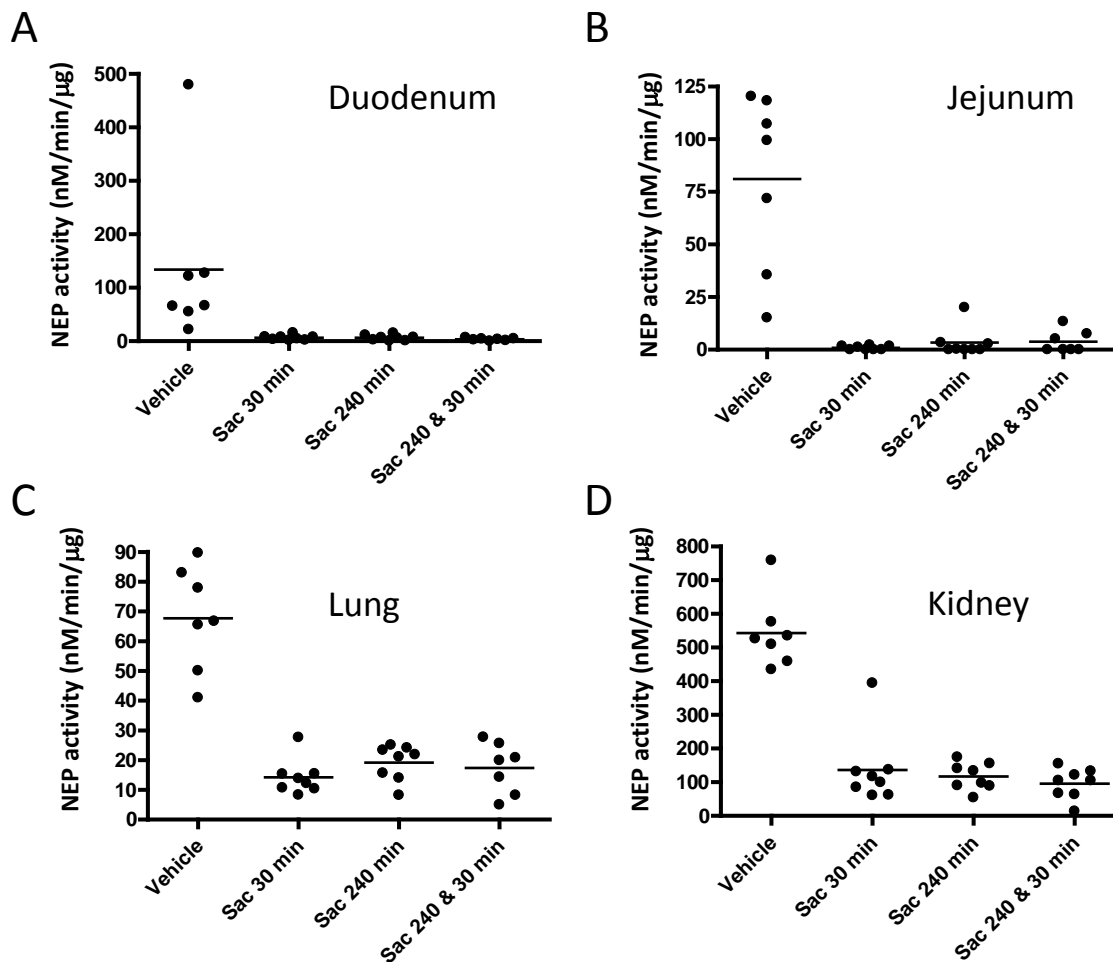 A
NEP activity (nM/min/μg)
500
400
300
200
100
0
Duodenum
Vehicle
Sac 30 min
Sac 240 min
Sac 240 & 30 min
B
NEP activity (nM/min/μg)
125
100
75
50
25
0
Jejunum
Vehicle
Sac 30 min
Sac 240 min
Sac 240 & 30 min
C
NEP activity (nM/min/μg)
90
80
70
60
50
40
30
20
10
0
Lung
Vehicle
Sac 30 min
Sac 240 min
Sac 240 & 30 min
D
NEP activity (nM/min/μg)
800
700
600
500
400
300
200
100
0
Kidney
Vehicle
Sac 30 min
Sac 240 min
Sac 240 & 30 min